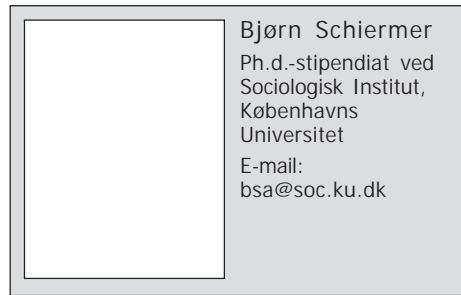 Bjørn Schiermer
Ph.d.-stipendiat ved
Sociologisk Institut,
Københavns
Universitet
E-mail:
bsa@soc.ku.dk